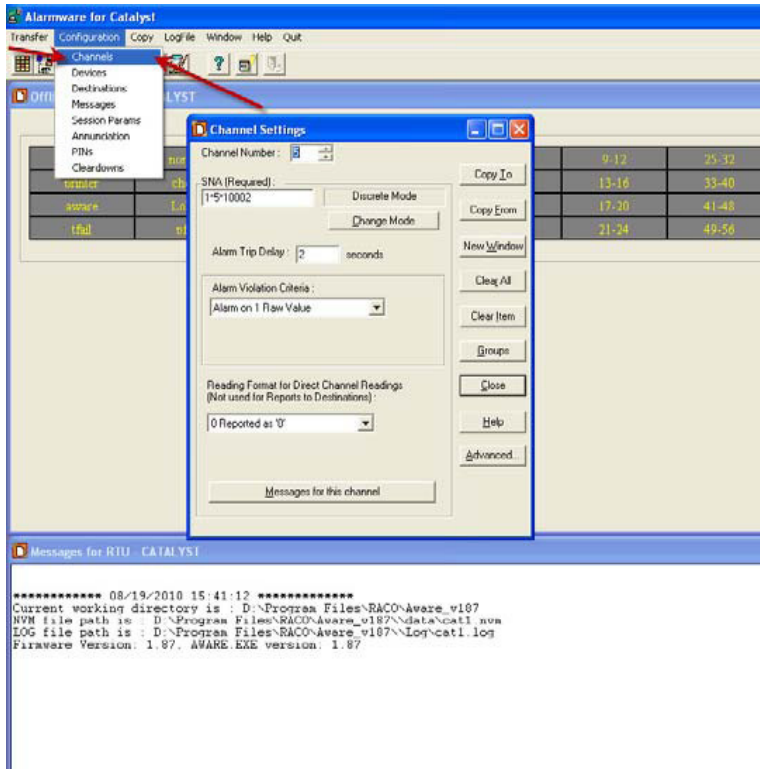 Alarmware for Catalyst
Transfer Configuration Copy LogFile Window Help Quit
Channels
Devices
Destinations
Messages
Session Params
Annunciation
PINs
Cleardowns
LYST
Channel Settings
Channel Number : 5
SNA (Required) :
1*5*10002
Discrete Mode
Change Mode
Alarm Trip Delay : 2 seconds
Alarm Violation Criteria :
Alarm on 1 Raw Value
Reading Format for Direct Channel Readings
(Not used for Reports to Destinations) :
0 Reported as '0'
Messages for this channel
Copy To
Copy From
New Window
Clear All
Clear Item
Groups
Close
Help
Advanced...
9-12 25-32
13-16 33-40
aware
17-20 41-48
tfail
21-24 49-56
Messages for RTU - CATALYST
************ 08/19/2010 15:41:12 *************
Current working directory is : D:\Program Files\RACO\Aware_v187
NVM file path is : D:\Program Files\RACO\Aware_v187\\data\cat1.nvm
LOG file path is : D:\Program Files\RACO\Aware_v187\\Log\cat1.log
Firmware Version: 1.87, AWARE.EXE version: 1.87